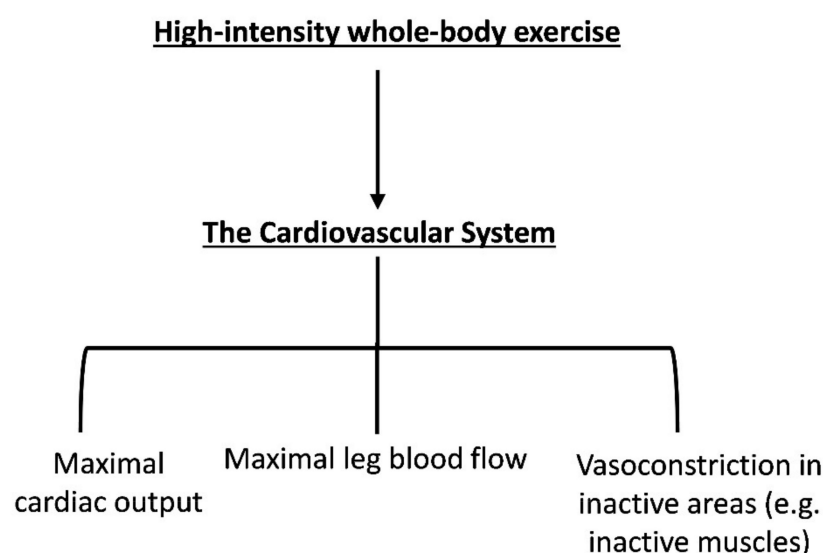 High-intensity whole-body exercise
The Cardiovascular System
Maximal
cardiac output
Maximal leg blood flow
Vasoconstriction in
inactive areas (e.g.
inactive muscles)